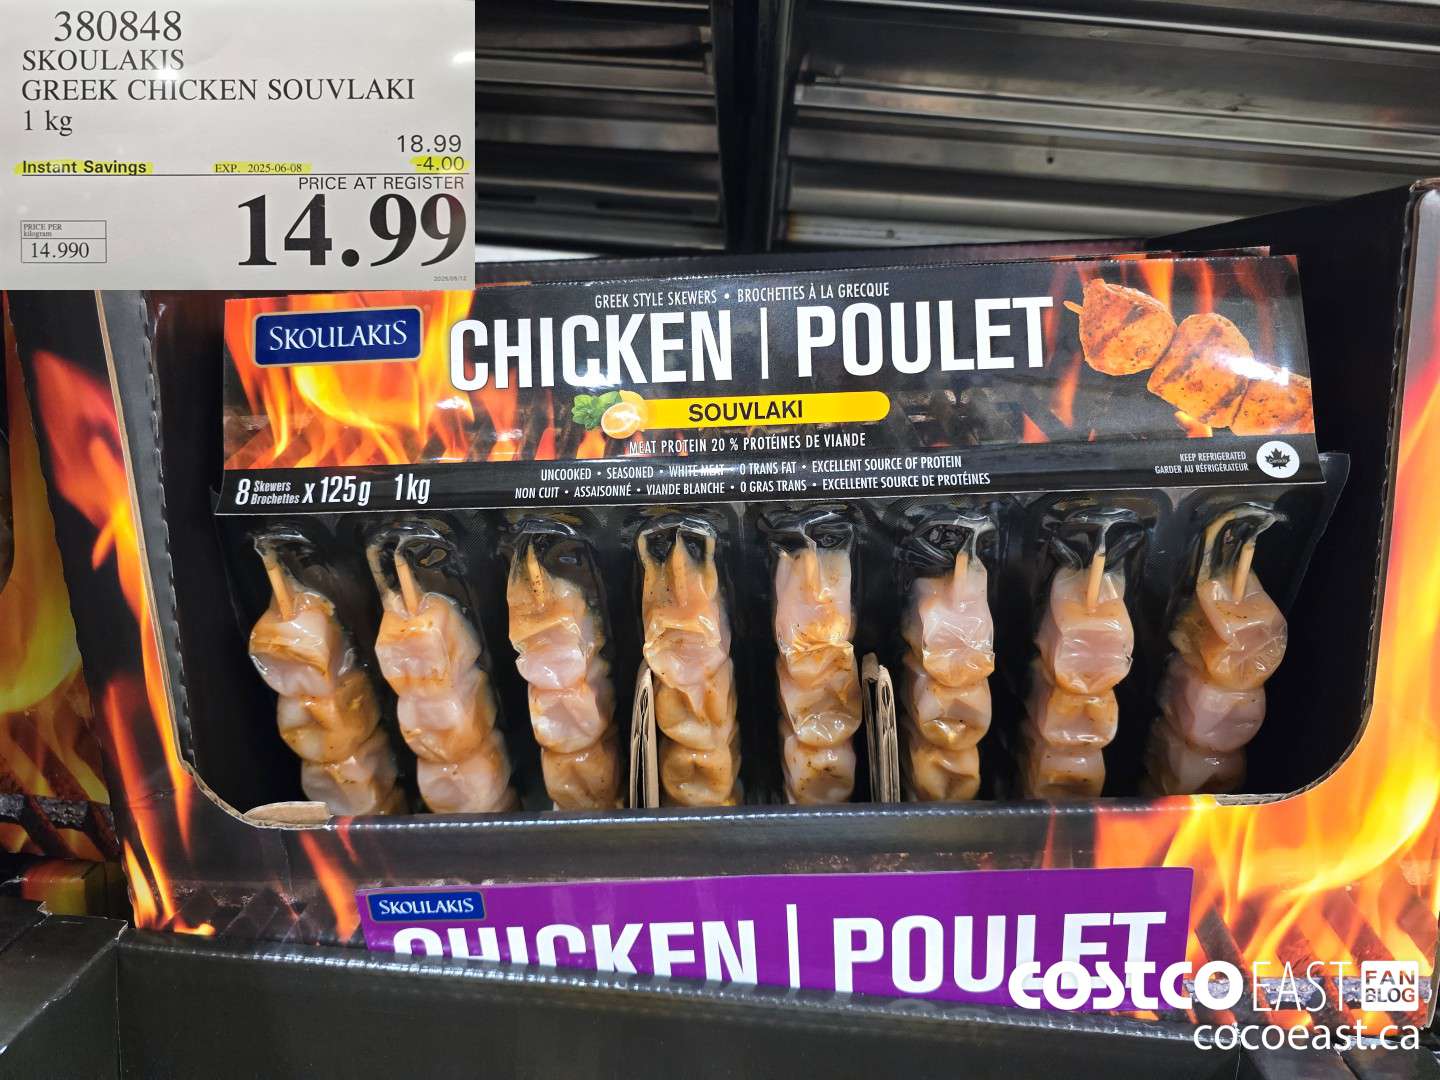 380848
SKOULAKIS
GREEK CHICKEN SOUVLAKI
1 kg
18.99
Instant Savings EXP. 2025-06-08 -4.00
PRICE AT REGISTER
14.99
PRICE PER
kilogram
14.990
GREEK STYLE SKEWERS • BROCHETTES À LA GRECQUE
SKOULAKIS
CHICKEN | POULET
SOUVLAKI
MEAT PROTEIN 20 % PROTÉINES DE VIANDE
UNCOOKED • SEASONED • WHITE MEAT • 0 TRANS FAT • EXCELLENT SOURCE OF PROTEIN
NON CUIT • ASSAISONNÉ • VIANDE BLANCHE • 0 GRAS TRANS • EXCELLENTE SOURCE DE PROTÉINES
KEEP REFRIGERATED
GARDER AU RÉFRIGÉRATEUR
Canada
8 Skewers
Brochettes x 125g 1kg
SKOULAKIS
CHICKEN | POULET
COSTCO EAST FAN
BLOG
cocoeast.ca